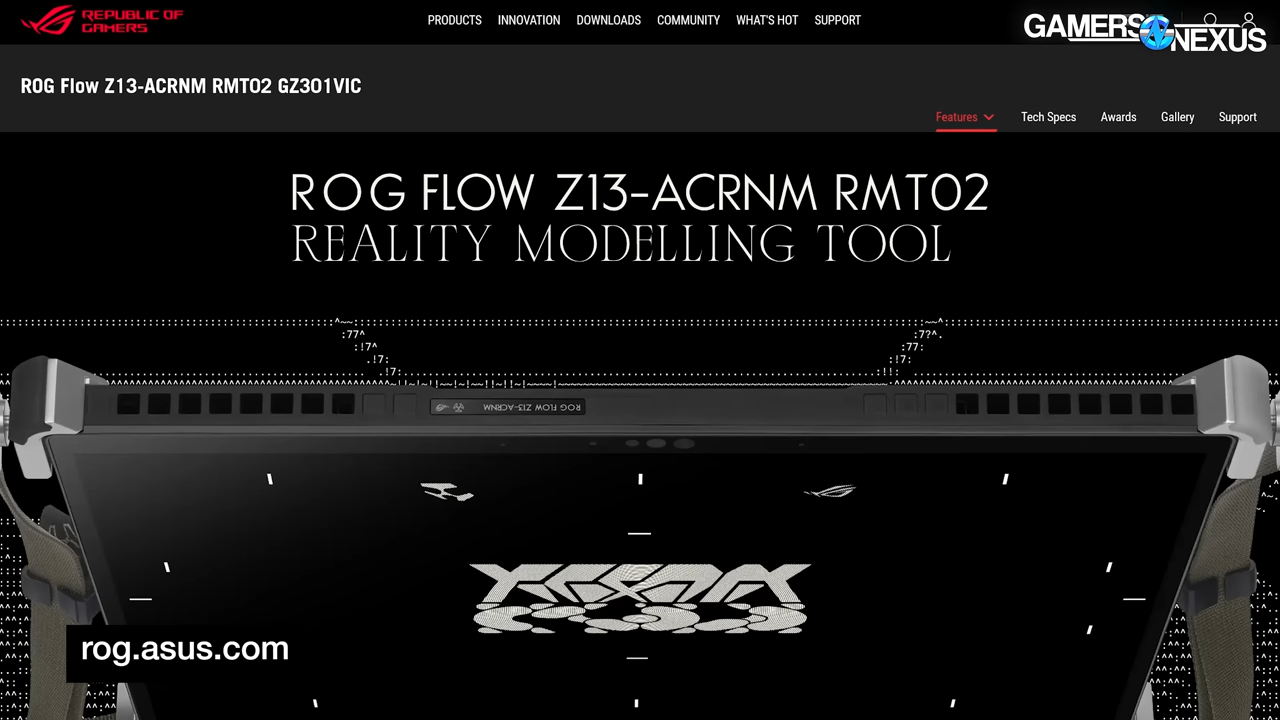 REPUBLIC OF
GAMERS
PRODUCTS INNOVATION DOWNLOADS COMMUNITY WHAT'S HOT SUPPORT
GAMERS
NEXUS
ROG Flow Z13-ACRNM RMT02 GZ301VIC
Features Tech Specs Awards Gallery Support
ROG FLOW Z13-ACRNM RMT02
REALITY MODELLING TOOL
ROG FLOW Z13-ACRNM
rog.asus.com